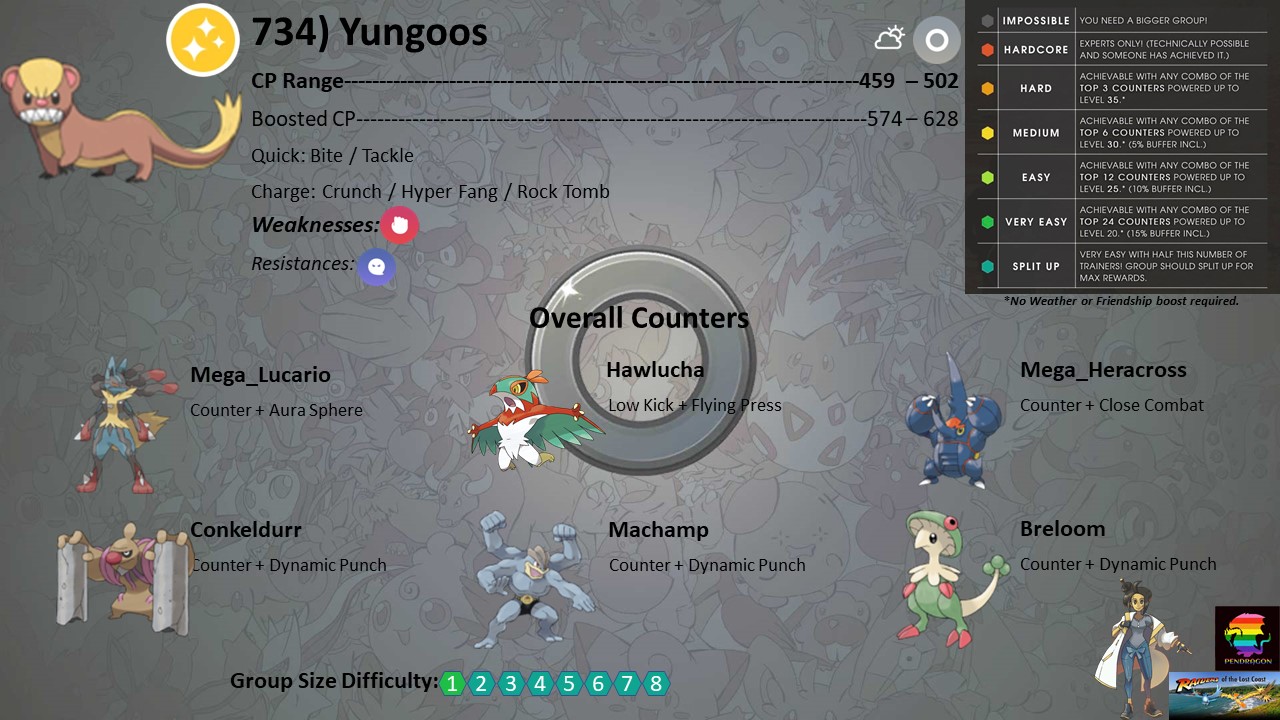 734) Yungoos
CP Range-----459 – 502
Boosted CP-----574 – 628
Quick: Bite / Tackle
Charge: Crunch / Hyper Fang / Rock Tomb
Weaknesses:
Resistances:
IMPOSSIBLE YOU NEED A BIGGER GROUP!
HARDCORE EXPERTS ONLY! (TECHNICALLY POSSIBLE
AND SOMEONE HAS ACHIEVED IT.)
HARD ACHIEVABLE WITH ANY COMBO OF THE
TOP 3 COUNTERS POWERED UP TO
LEVEL 35.*
MEDIUM ACHIEVABLE WITH ANY COMBO OF THE
TOP 6 COUNTERS POWERED UP TO
LEVEL 30.* (5% BUFFER INCL.)
EASY ACHIEVABLE WITH ANY COMBO OF THE
TOP 12 COUNTERS POWERED UP TO
LEVEL 25.* (10% BUFFER INCL.)
VERY EASY ACHIEVABLE WITH ANY COMBO OF THE
TOP 24 COUNTERS POWERED UP TO
LEVEL 20.* (15% BUFFER INCL.)
SPLIT UP VERY EASY WITH HALF THIS NUMBER OF
TRAINERS! GROUP SHOULD SPLIT UP FOR
MAX REWARDS.
*No Weather or Friendship boost required.
Overall Counters
Mega_Lucario
Counter + Aura Sphere
Hawlucha
Low Kick + Flying Press
Mega_Heracross
Counter + Close Combat
Conkeldurr
Counter + Dynamic Punch
Machamp
Counter + Dynamic Punch
Breloom
Counter + Dynamic Punch
Group Size Difficulty: 1 2 3 4 5 6 7 8
PENDRAGON
RAIDERS of the Lost Coast